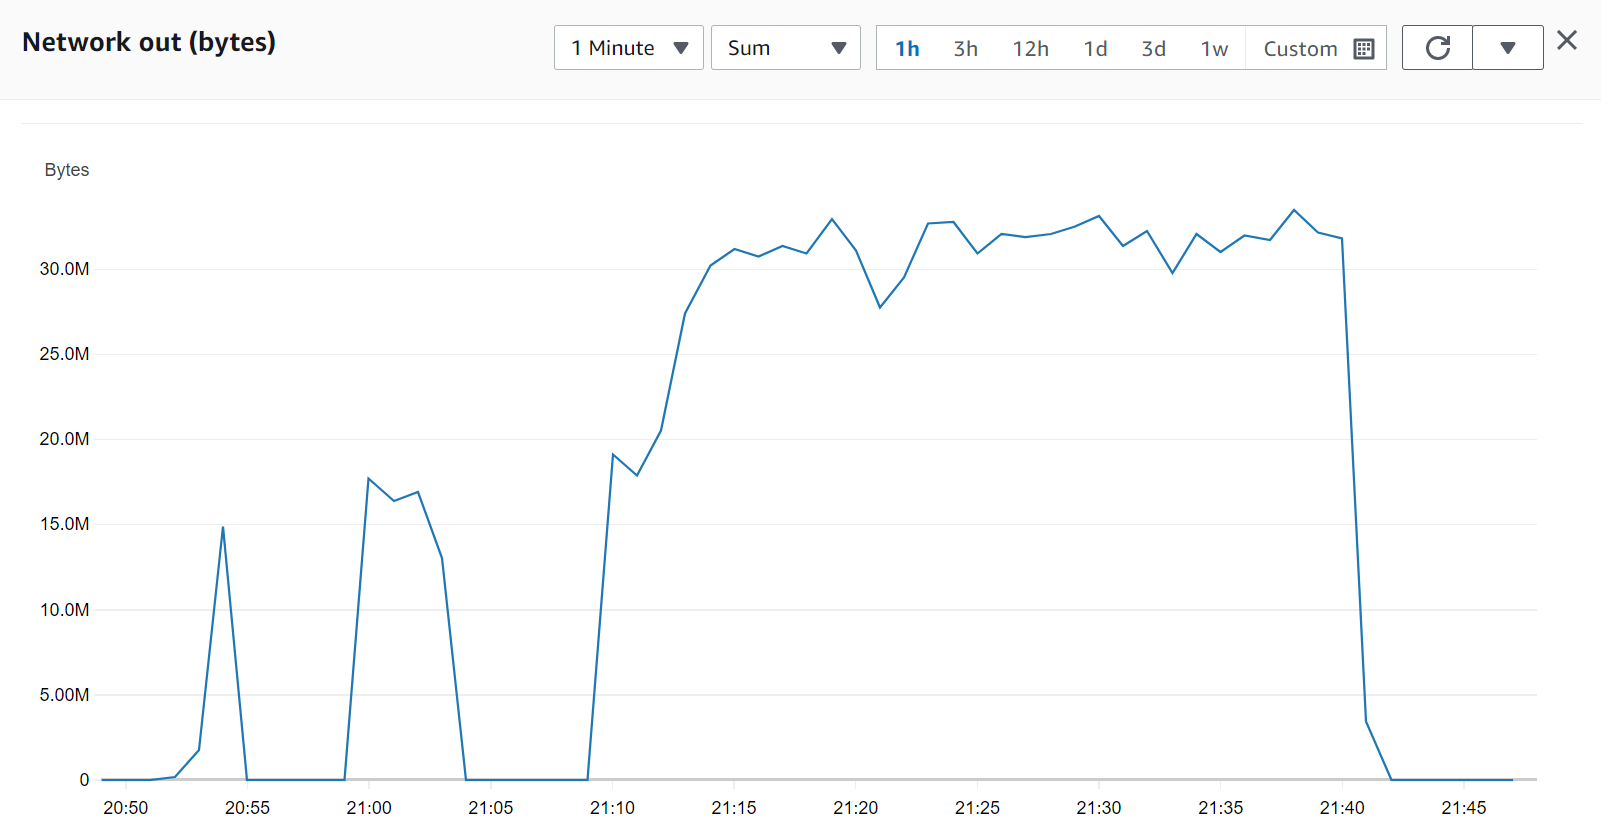 Network out (bytes)
1 Minute
Sum
1h 3h 12h 1d 3d 1w Custom
Bytes
30.0M
25.0M
20.0M
15.0M
10.0M
5.00M
0
20:50 20:55 21:00 21:05 21:10 21:15 21:20 21:25 21:30 21:35 21:40 21:45